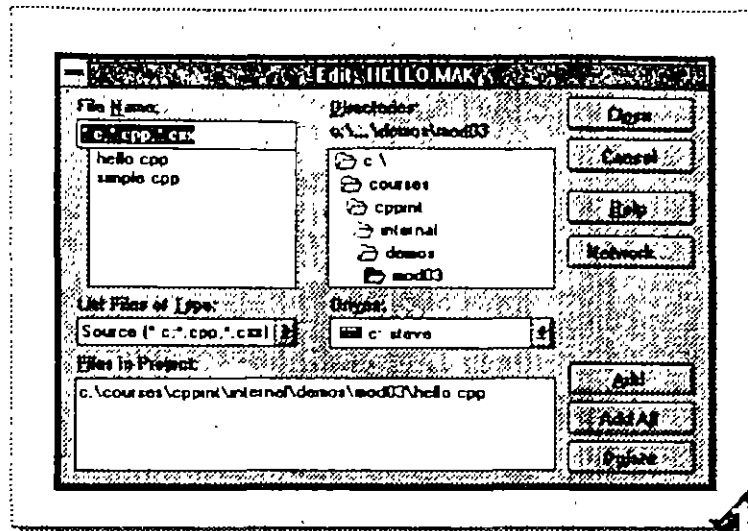 Edit - HELLO.MAK
File Name:
*.c;*.cpp;*.cxx
hello cpp
simple cpp
Directories:
c:\...\demos\mod03
c:\
courses
cppint
internal
demos
mod03
Open
Cancel
Help
Network...
List Files of Type:
Source (*.c;*.cpp,*.cxx)
Drives:
c: steve
Files in Project:
c:\courses\cppint\internal\demos\mod03\hello cpp
Add
Add All
Delete